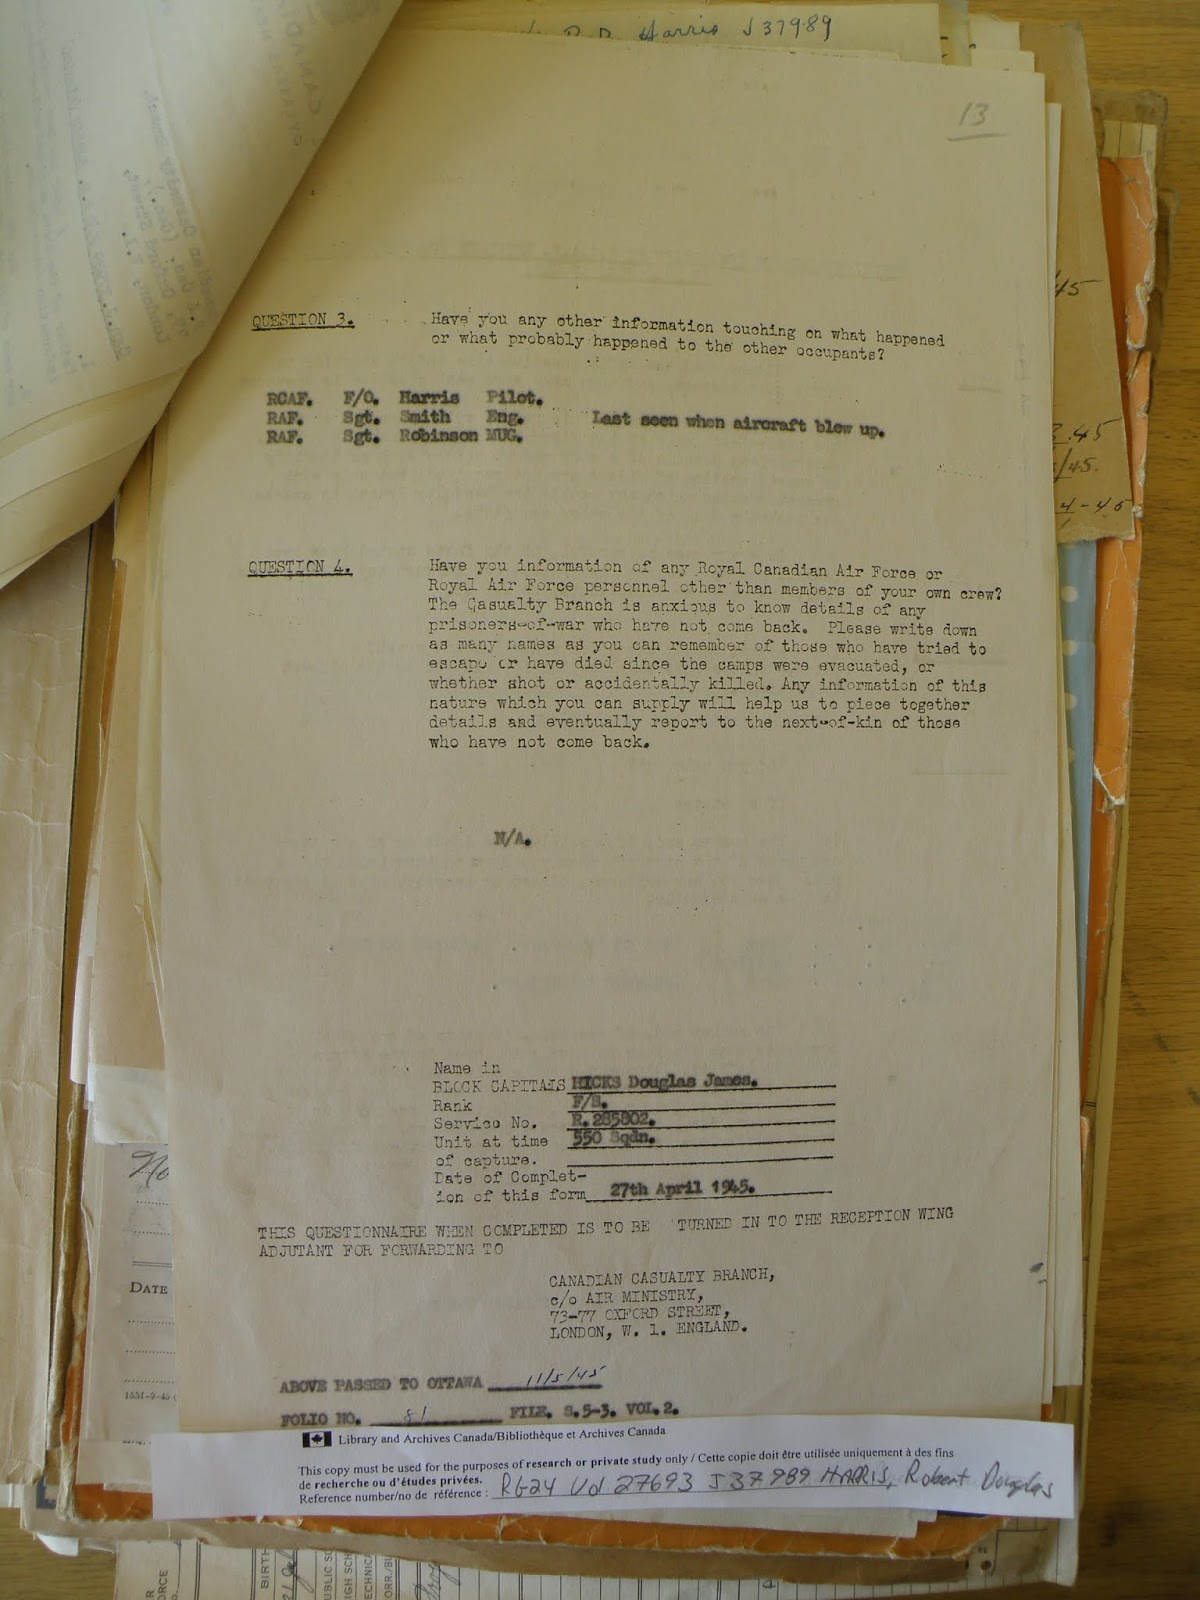 Harris J37989
13
QUESTION 3. Have you any other information touching on what happened
or what probably happened to the other occupants?
RCAF. F/O. Harris Pilot.
RAF. Sgt. Smith Eng. Last seen when aircraft blew up.
RAF. Sgt. Robinson MUG.
QUESTION 4. Have you information of any Royal Canadian Air Force or
Royal Air Force personnel other than members of your own crew?
The Casualty Branch is anxious to know details of any
prisoners-of-war who have not come back. Please write down
as many names as you can remember of those who have tried to
escape or have died since the camps were evacuated, or
whether shot or accidentally killed. Any information of this
nature which you can supply will help us to piece together
details and eventually report to the next-of-kin of those
who have not come back.
N/A.
Name in
BLOCK CAPITALS HICKS Douglas James.
Rank F/S.
Service No. R.285802.
Unit at time 550 Sqdn.
of capture.
Date of Complet-
ion of this form 27th April 1945.
THIS QUESTIONNAIRE WHEN COMPLETED IS TO BE TURNED IN TO THE RECEPTION WING
ADJUTANT FOR FORWARDING TO
CANADIAN CASUALTY BRANCH,
c/o AIR MINISTRY,
73-77 OXFORD STREET,
LONDON, W. 1. ENGLAND.
ABOVE PASSED TO OTTAWA 11/5/45
FOLIO NO. 81 FILE. S.5-3. VOL.2.
Library and Archives Canada/Bibliothèque et Archives Canada
This copy must be used for the purposes of research or private study only / Cette copie doit être utilisée uniquement à des fins
de recherche ou d'études privées.
Reference number/no de référence : RG24 Vol 27693 J37989 HARRIS, Robert Douglas
DATE